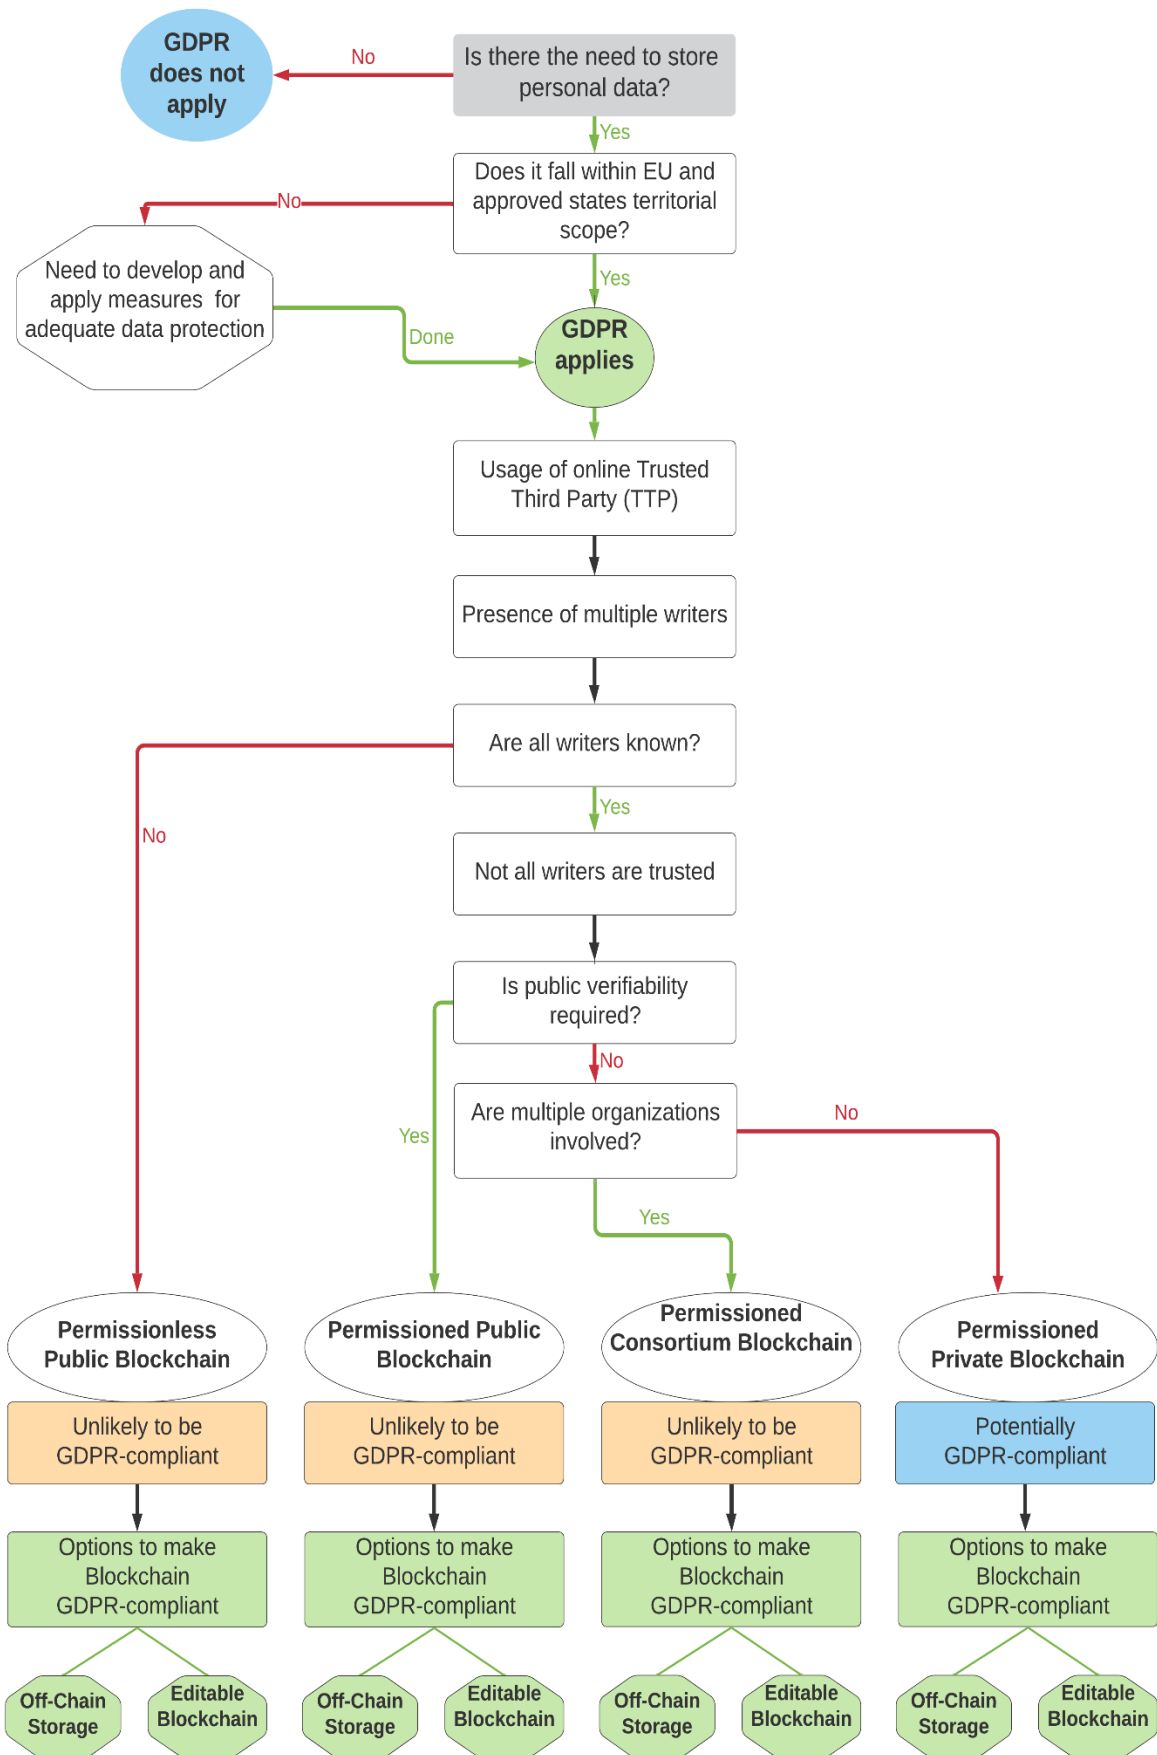 GDPR
does not
apply
No
Is there the need to store
personal data?
Yes
Does it fall within EU and
approved states territorial
scope?
No
Need to develop and
apply measures for
adequate data protection
Yes
Done
GDPR
applies
Usage of online Trusted
Third Party (TTP)
Presence of multiple writers
Are all writers known?
No
Yes
Not all writers are trusted
Is public verifiability
required?
No
Yes
Are multiple organizations
involved?
No
Yes
Permissionless
Public Blockchain
Permissioned Public
Blockchain
Permissioned
Consortium Blockchain
Permissioned
Private Blockchain
Unlikely to be
GDPR-compliant
Unlikely to be
GDPR-compliant
Unlikely to be
GDPR-compliant
Potentially
GDPR-compliant
Options to make
Blockchain
GDPR-compliant
Options to make
Blockchain
GDPR-compliant
Options to make
Blockchain
GDPR-compliant
Options to make
Blockchain
GDPR-compliant
Off-Chain
Storage
Editable
Blockchain
Off-Chain
Storage
Editable
Blockchain
Off-Chain
Storage
Editable
Blockchain
Off-Chain
Storage
Editable
Blockchain